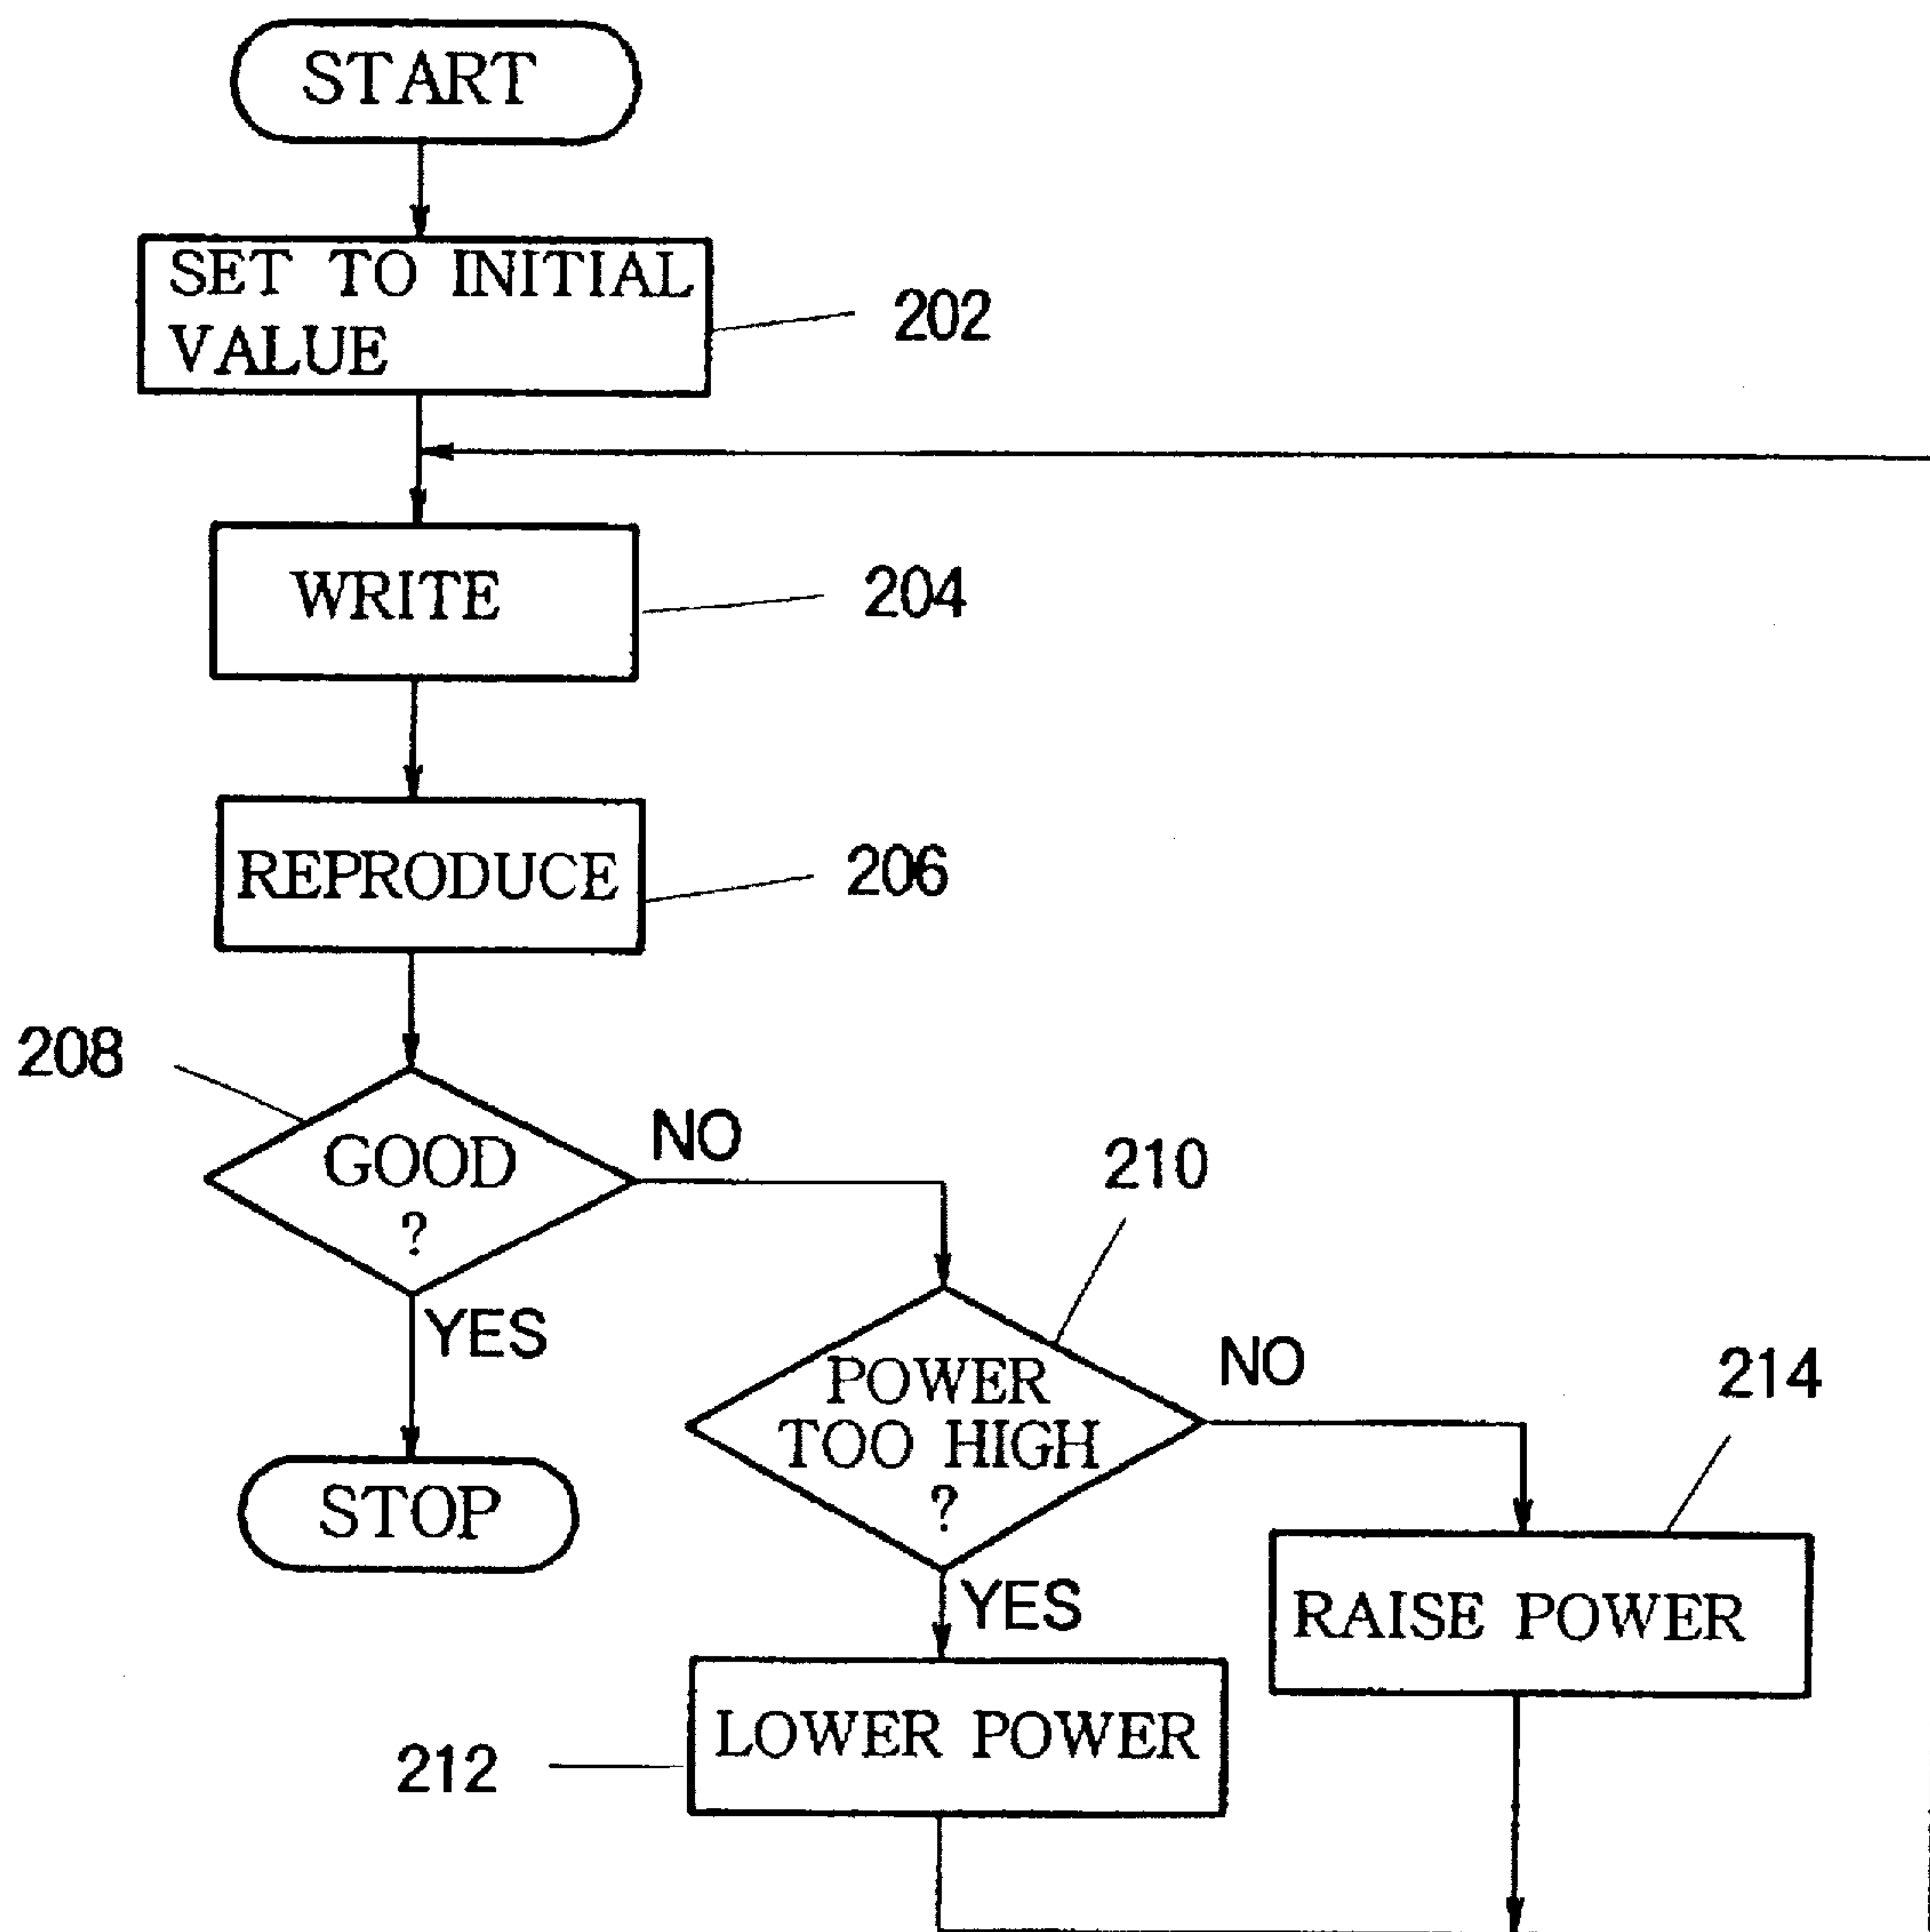 START
SET TO INITIAL
VALUE
202
WRITE
204
REPRODUCE
206
208
GOOD
?
NO
YES
STOP
210
POWER
TOO HIGH
?
NO
YES
214
RAISE POWER
LOWER POWER
212